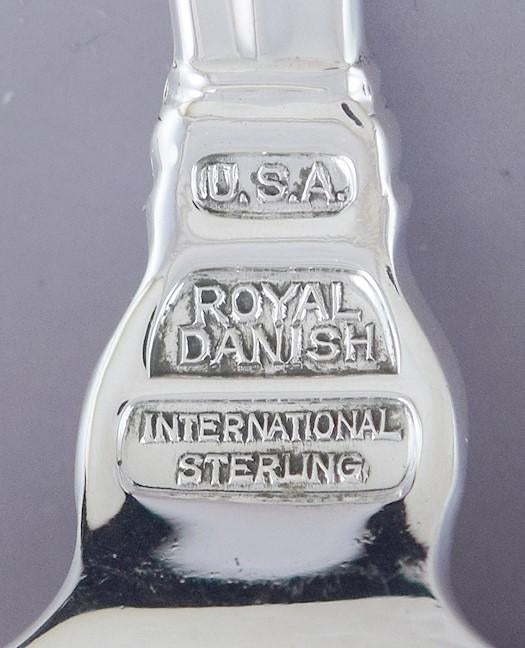 U.S.A.
ROYAL
DANISH
INTERNATIONAL
STERLING